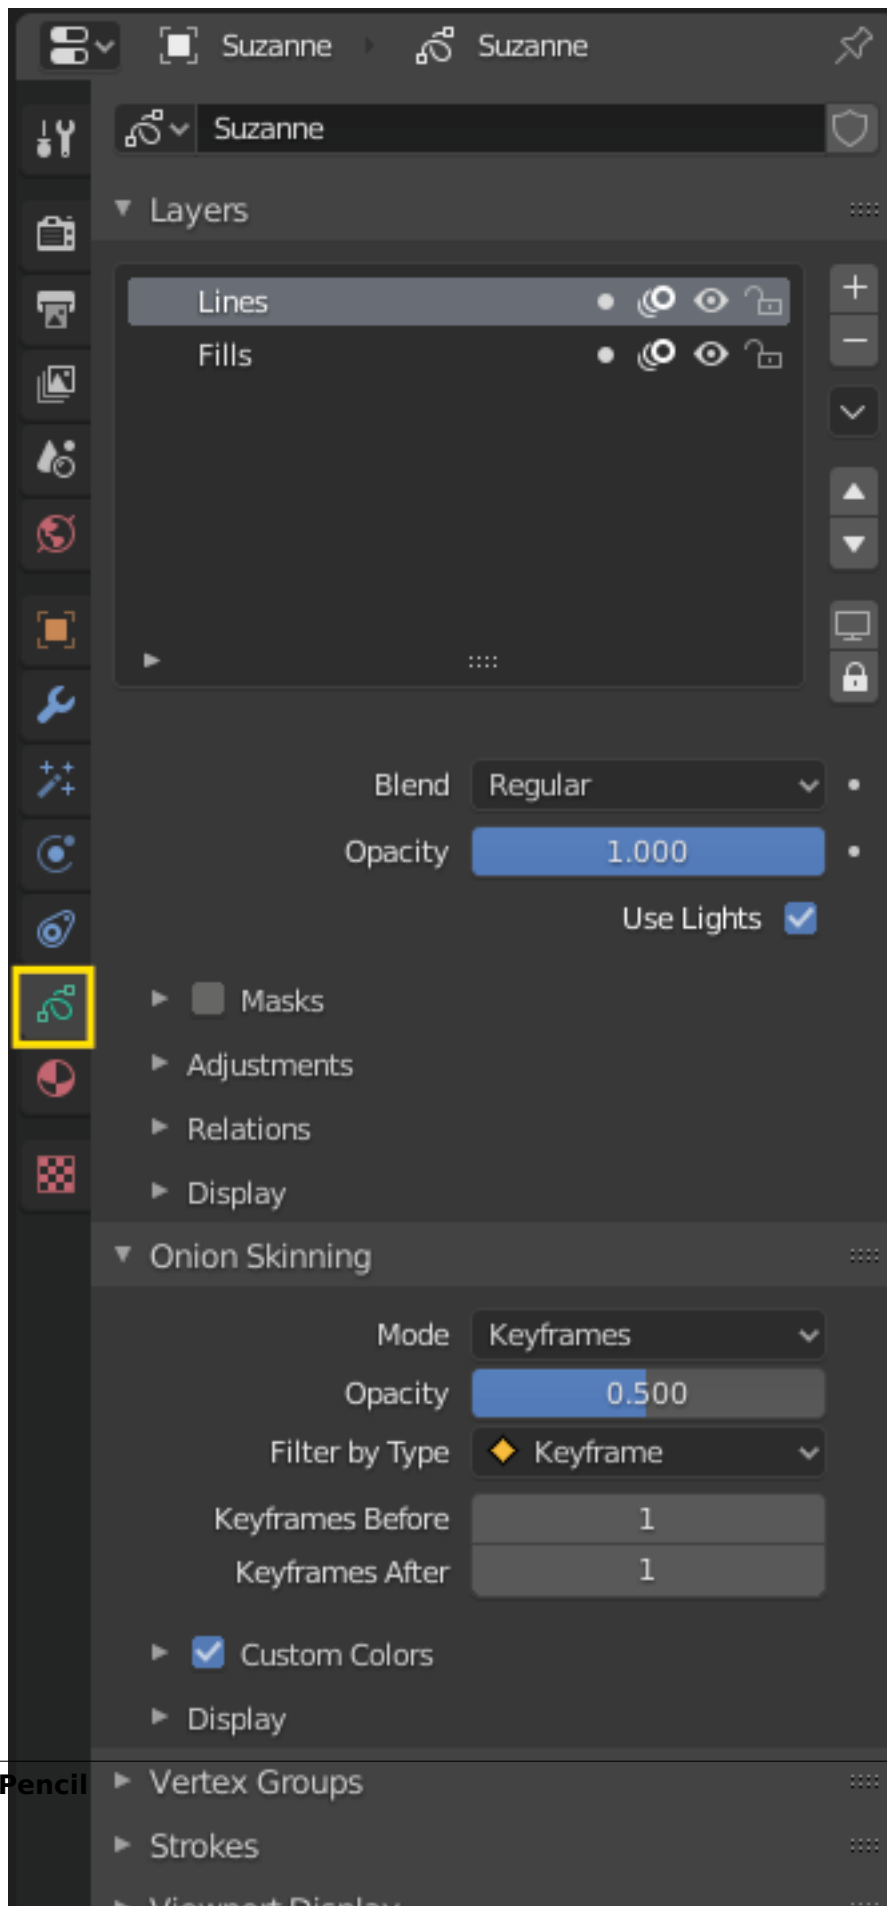 Suzanne Suzanne
Suzanne
Layers
Lines
Fills
Blend Regular
Opacity 1.000
Use Lights
Masks
Adjustments
Relations
Display
Onion Skinning
Mode Keyframes
Opacity 0.500
Filter by Type Keyframe
Keyframes Before 1
Keyframes After 1
Custom Colors
Display
Pencil Vertex Groups
Strokes
Viewport Display